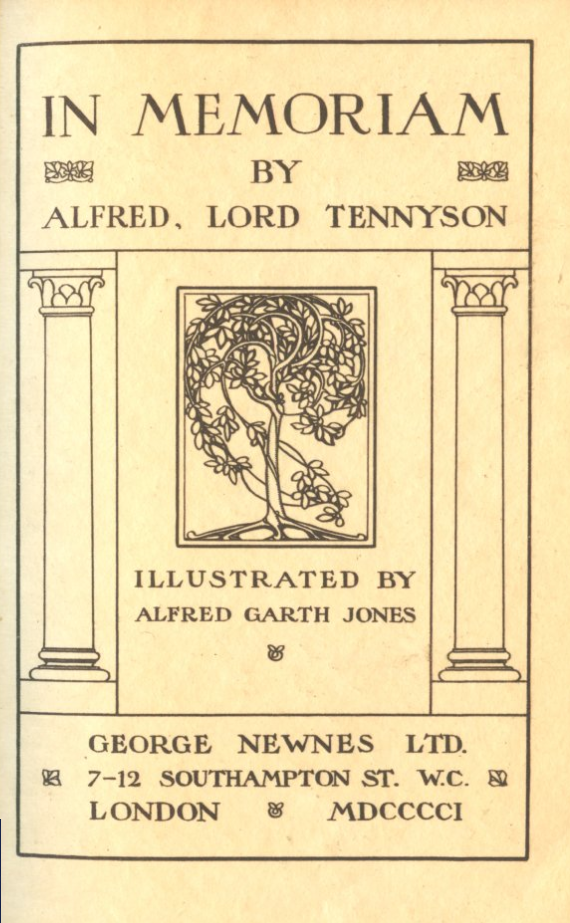 IN MEMORIAM
BY
ALFRED, LORD TENNYSON
ILLUSTRATED BY
ALFRED GARTH JONES
GEORGE NEWNES LTD.
7–12 SOUTHAMPTON ST. W.C.
LONDON MDCCCCI